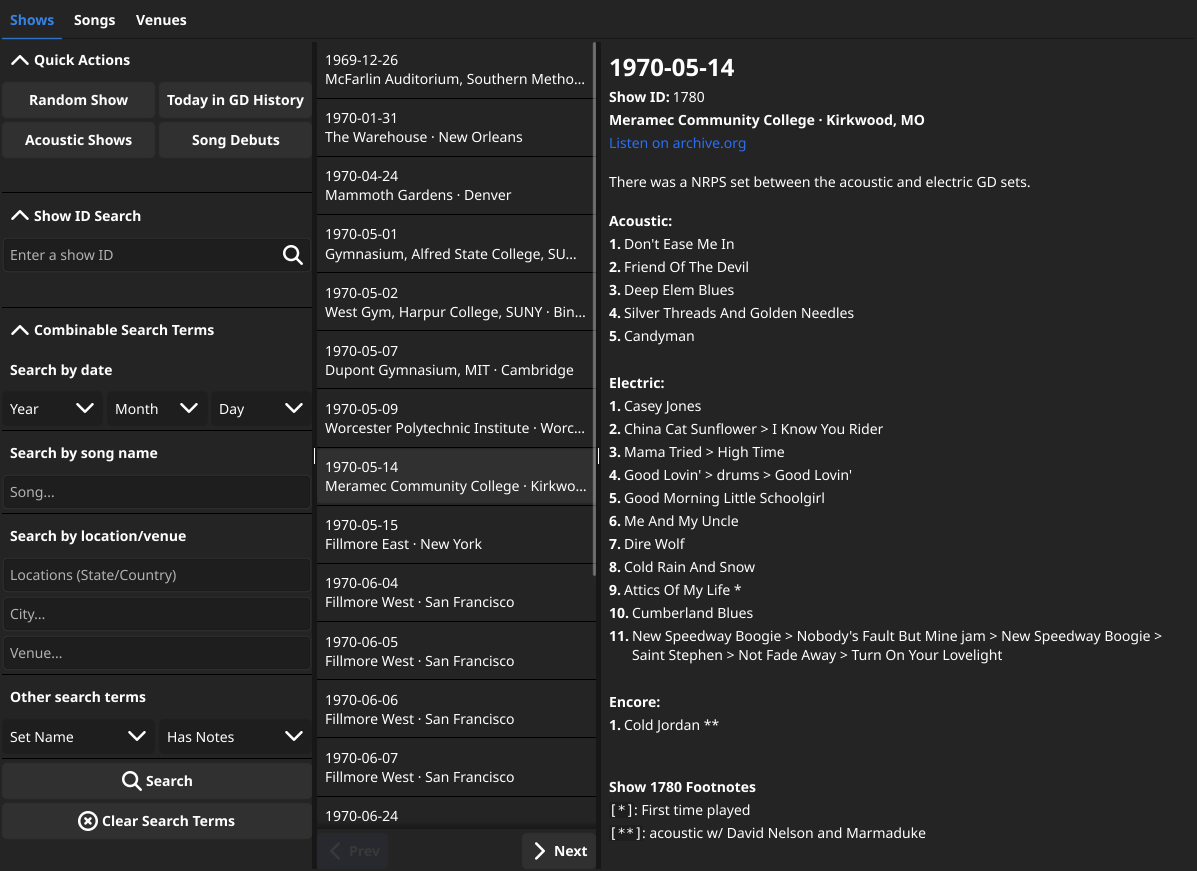 Shows Songs Venues
Quick Actions
Random Show Today in GD History
Acoustic Shows Song Debuts
Show ID Search
Enter a show ID
Combinable Search Terms
Search by date
Year Month Day
Search by song name
Song...
Search by location/venue
Locations (State/Country)
City...
Venue...
Other search terms
Set Name Has Notes
Search
Clear Search Terms
1969-12-26
McFarlin Auditorium, Southern Metho...
1970-01-31
The Warehouse · New Orleans
1970-04-24
Mammoth Gardens · Denver
1970-05-01
Gymnasium, Alfred State College, SU...
1970-05-02
West Gym, Harpur College, SUNY · Bin...
1970-05-07
Dupont Gymnasium, MIT · Cambridge
1970-05-09
Worcester Polytechnic Institute · Worc...
1970-05-14
Meramec Community College · Kirkwo...
1970-05-15
Fillmore East · New York
1970-06-04
Fillmore West · San Francisco
1970-06-05
Fillmore West · San Francisco
1970-06-06
Fillmore West · San Francisco
1970-06-07
Fillmore West · San Francisco
1970-06-24
Prev Next
1970-05-14
Show ID: 1780
Meramec Community College · Kirkwood, MO
Listen on archive.org
There was a NRPS set between the acoustic and electric GD sets.
Acoustic:
1. Don't Ease Me In
2. Friend Of The Devil
3. Deep Elem Blues
4. Silver Threads And Golden Needles
5. Candyman
Electric:
1. Casey Jones
2. China Cat Sunflower > I Know You Rider
3. Mama Tried > High Time
4. Good Lovin' > drums > Good Lovin'
5. Good Morning Little Schoolgirl
6. Me And My Uncle
7. Dire Wolf
8. Cold Rain And Snow
9. Attics Of My Life *
10. Cumberland Blues
11. New Speedway Boogie > Nobody's Fault But Mine jam > New Speedway Boogie >
Saint Stephen > Not Fade Away > Turn On Your Lovelight
Encore:
1. Cold Jordan **
Show 1780 Footnotes
[*]: First time played
[**]: acoustic w/ David Nelson and Marmaduke